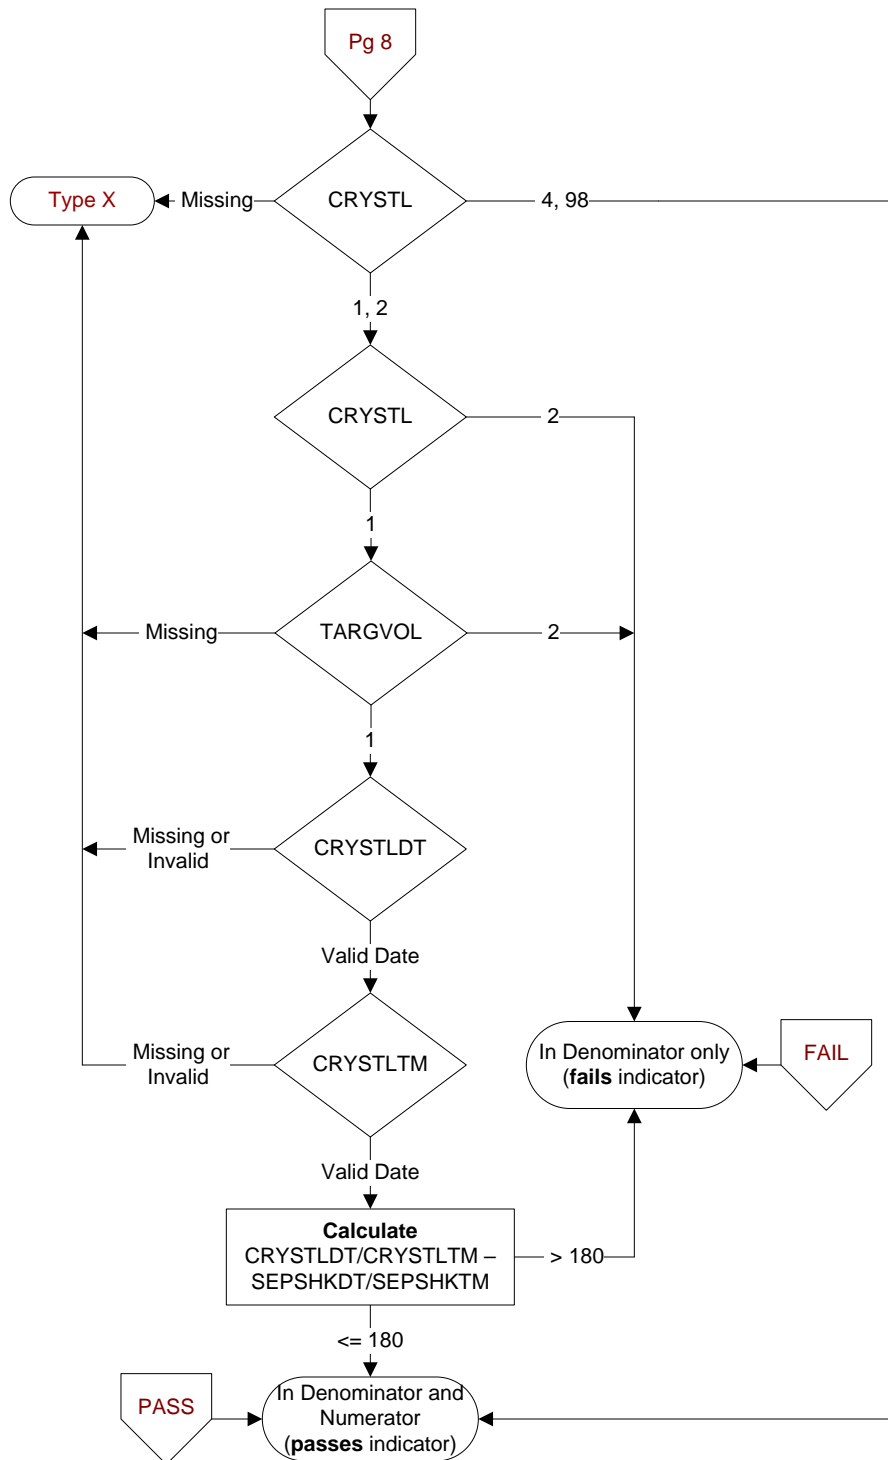 Pg 8
CRYSTL
Type X
Missing
4, 98
1, 2
CRYSTL
2
1
TARGVOL
Missing
2
1
CRYSTLDT
Missing or
Invalid
Valid Date
CRYSTLTM
Missing or
Invalid
In Denominator only
(fails indicator)
FAIL
Valid Date
Calculate
CRYSTLDT/CRYSTLTM –
SEPSHKDT/SEPSHKTM
> 180
<= 180
PASS
In Denominator and
Numerator
(passes indicator)